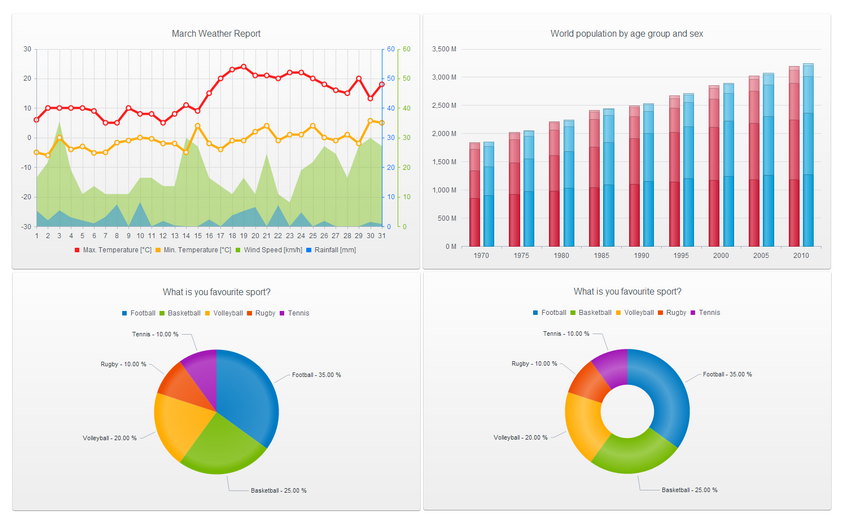 March Weather Report
30 60 60
20 50 50
10 40 40
0 30 30
-10 20 20
-20 10 10
-30 0 0
1 2 3 4 5 6 7 8 9 10 11 12 13 14 15 16 17 18 19 20 21 22 23 24 25 26 27 28 29 30 31
Max. Temperature [°C] Min. Temperature [°C] Wind Speed [km/h] Rainfall [mm]
World population by age group and sex
3,500 M
3,000 M
2,500 M
2,000 M
1,500 M
1,000 M
500 M
0 M
1970 1975 1980 1985 1990 1995 2000 2005 2010
What is you favourite sport?
Football Basketball Volleyball Rugby Tennis
Tennis - 10.00 %
Rugby - 10.00 %
Football - 35.00 %
Volleyball - 20.00 %
Basketball - 25.00 %
What is you favourite sport?
Football Basketball Volleyball Rugby Tennis
Tennis - 10.00 %
Rugby - 10.00 %
Football - 35.00 %
Volleyball - 20.00 %
Basketball - 25.00 %